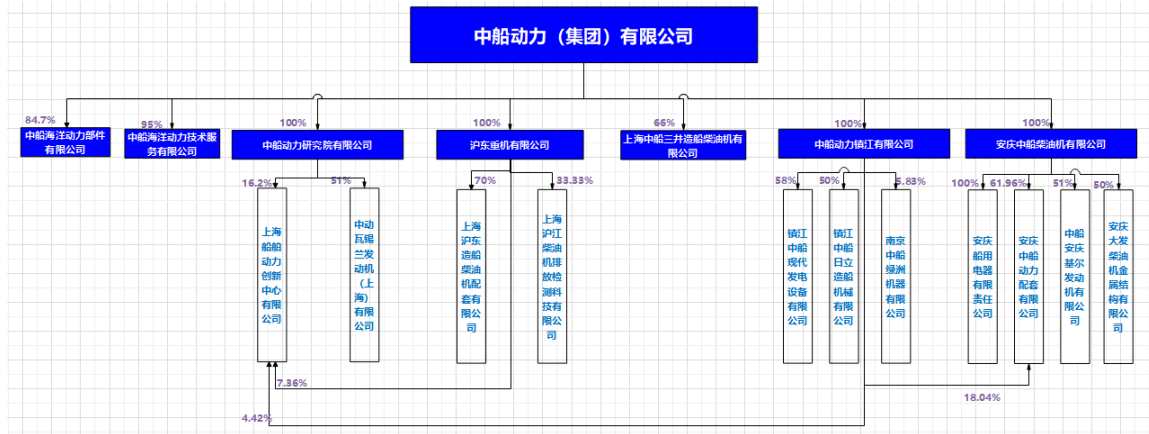 中船动力（集团）有限公司
84.7%
95%
100%
100%
66%
100%
100%
中船海洋动力部件
有限公司
中船海洋动力技术服
务有限公司
中船动力研究院有限公司
沪东重机有限公司
上海中船三井造船柴油机有
限公司
中船动力镇江有限公司
安庆中船柴油机有限公司
16.2%
51%
70%
33.33%
58%
50%
5.83%
100%
61.96%
51%
50%
上海
船舶
动力
创新
中心
有限
公司
中动
瓦锡
兰发
动机
（上
海）
有限
公司
上海
沪东
造船
柴油
机配
套有
限公
司
上海
沪江
柴油
机排
放检
测科
技有
限公
司
镇江
中船
现代
发电
设备
有限
公司
镇江
中船
日立
造船
机械
有限
公司
南京
中船
绿洲
机器
有限
公司
安庆
船用
电器
有限
责任
公司
安庆
中船
动力
配套
有限
公司
中船
安庆
基尔
发动
机有
限公
司
安庆
大发
柴油
机金
属结
构有
限公
司
7.36%
18.04%
4.42%